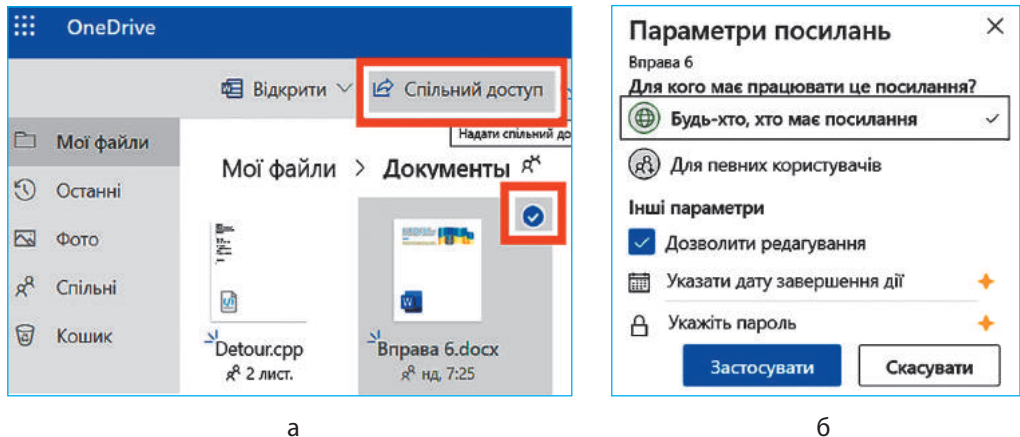 OneDrive
Відкрити
Спільний доступ
Надати спільний до
Мої файли
Останні
Фото
Спільні
Кошик
Мої файли > Документы
Detour.cpp
2 лист.
Вправа 6.docx
нд, 7:25
а
Параметри посилань
Вправа 6
Для кого має працювати це посилання?
Будь-хто, хто має посилання
Для певних користувачів
Інші параметри
Дозволити редагування
Указати дату завершення дії
Укажіть пароль
Застосувати
Скасувати
б